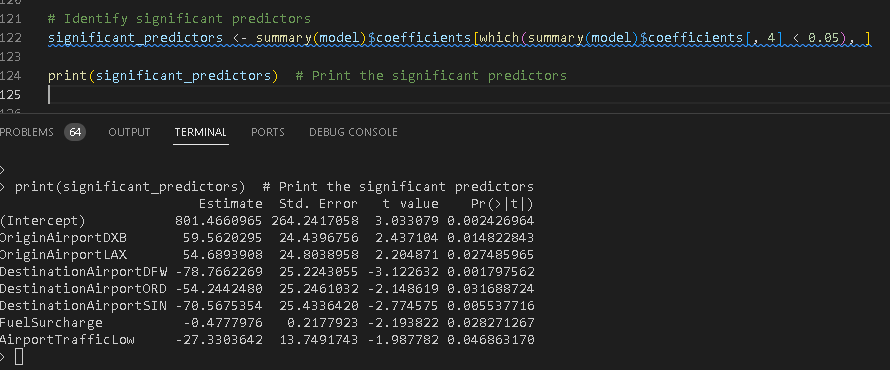 121 # Identify significant predictors
122 significant_predictors <- summary(model)$coefficients[which(summary(model)$coefficients[, 4] < 0.05), ]
123
124 print(significant_predictors)  # Print the significant predictors
125
PROBLEMS 64 OUTPUT TERMINAL PORTS DEBUG CONSOLE
>
> print(significant_predictors)  # Print the significant predictors
Estimate Std. Error t value Pr(>|t|)
(Intercept) 801.4660965 264.2417058 3.033079 0.002426964
OriginAirportDXB 59.5620295 24.4396756 2.437104 0.014822843
OriginAirportLAX 54.6893908 24.8038958 2.204871 0.027485965
DestinationAirportDFW -78.7662269 25.2243055 -3.122632 0.001797562
DestinationAirportORD -54.2442480 25.2461032 -2.148619 0.031688724
DestinationAirportSIN -70.5675354 25.4336420 -2.774575 0.005537716
FuelSurcharge -0.4777976 0.2177923 -2.193822 0.028271267
AirportTrafficLow -27.3303642 13.7491743 -1.987782 0.046863170
>